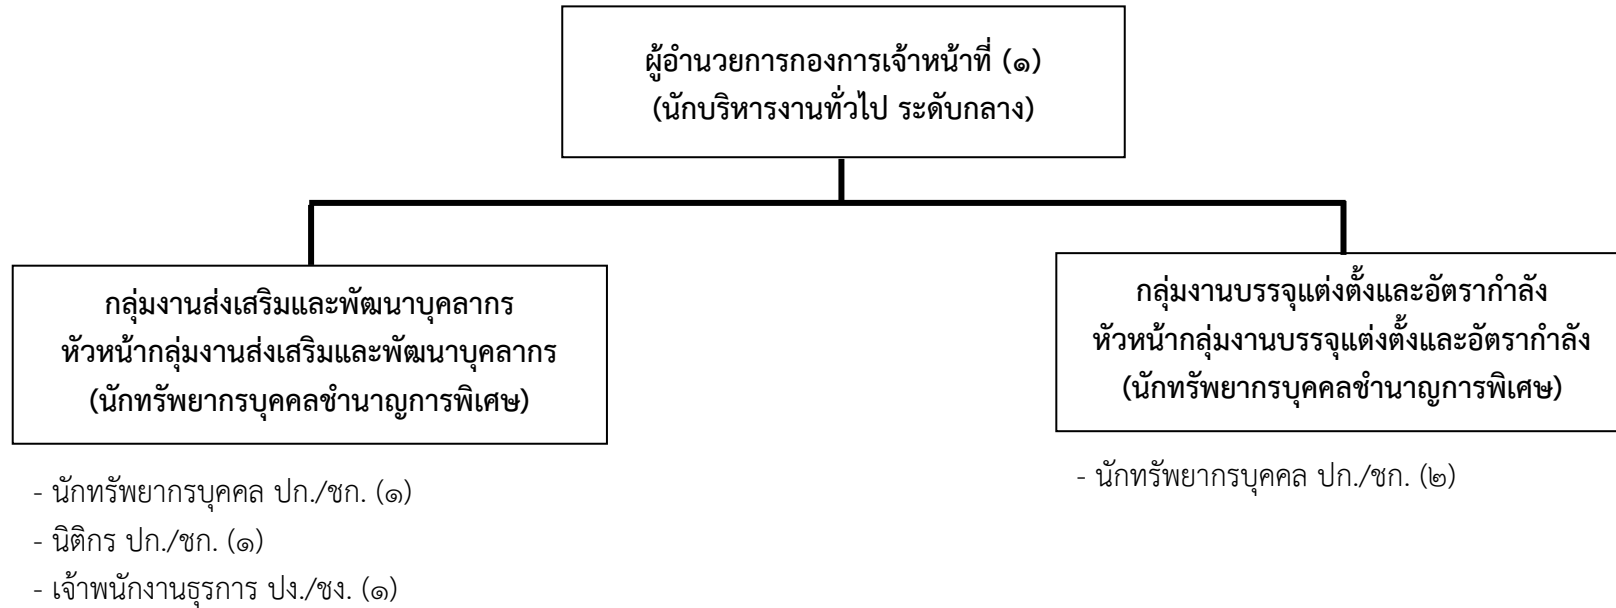 ผู้อำนวยการกองการเจ้าหน้าที่ (๑)
(นักบริหารงานทั่วไป ระดับกลาง)
กลุ่มงานส่งเสริมและพัฒนาบุคลากร
หัวหน้ากลุ่มงานส่งเสริมและพัฒนาบุคลากร
(นักทรัพยากรบุคคลชำนาญการพิเศษ)
- นักทรัพยากรบุคคล ปก./ชก. (๑)
- นิติกร ปก./ชก. (๑)
- เจ้าพนักงานธุรการ ปง./ชง. (๑)
กลุ่มงานบรรจุแต่งตั้งและอัตรากำลัง
หัวหน้ากลุ่มงานบรรจุแต่งตั้งและอัตรากำลัง
(นักทรัพยากรบุคคลชำนาญการพิเศษ)
- นักทรัพยากรบุคคล ปก./ชก. (๒)